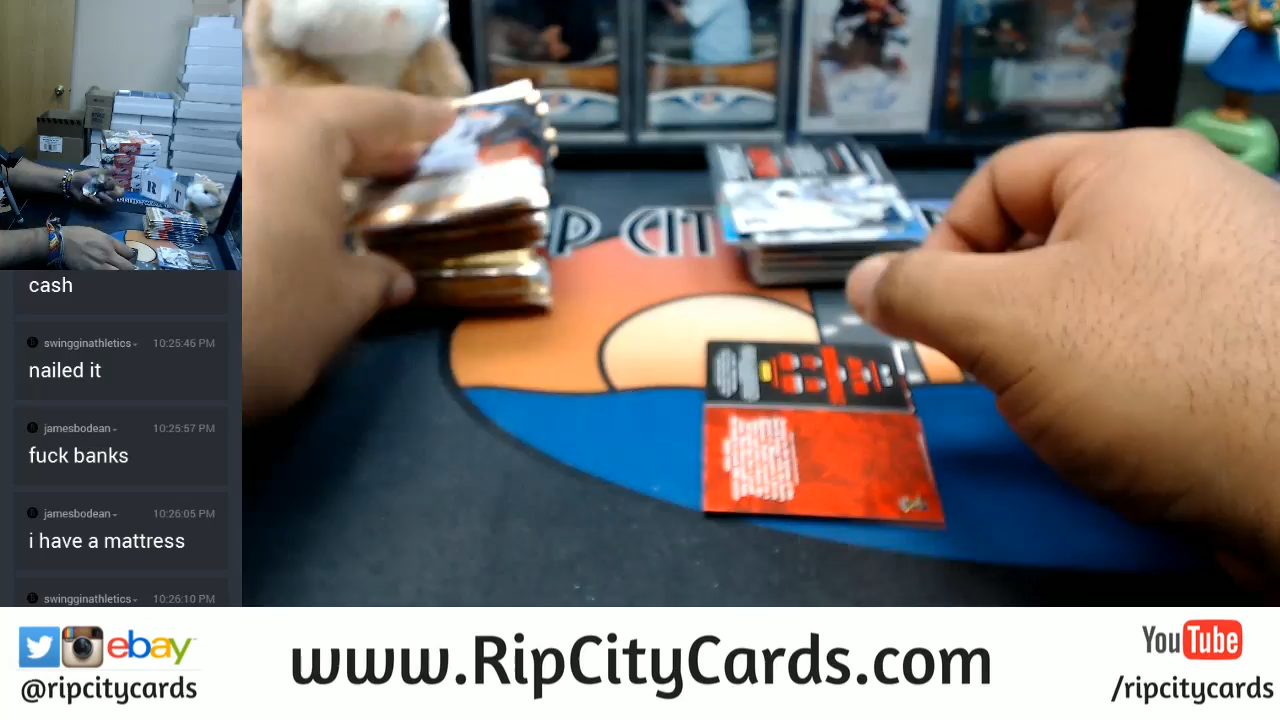 cash
swingginathletics 10:25:46 PM
nailed it
jamesbodean 10:25:57 PM
fuck banks
jamesbodean 10:26:05 PM
i have a mattress
swingginathletics 10:26:10 PM
R T
P CIT
ebay
@ripcitycards
www.RipCityCards.com
YouTube
/ripcitycards